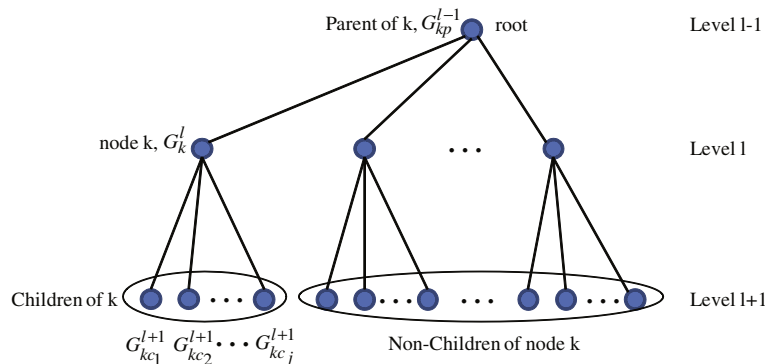 Parent of k, $G_{kp}^{l-1}$ root Level l-1
node k, $G_k^l$ ... Level l
Children of k ... ... ... ... Level l+1
$G_{kc_1}^{l+1}$ $G_{kc_2}^{l+1}$ ... $G_{kc_j}^{l+1}$ Non-Children of node k